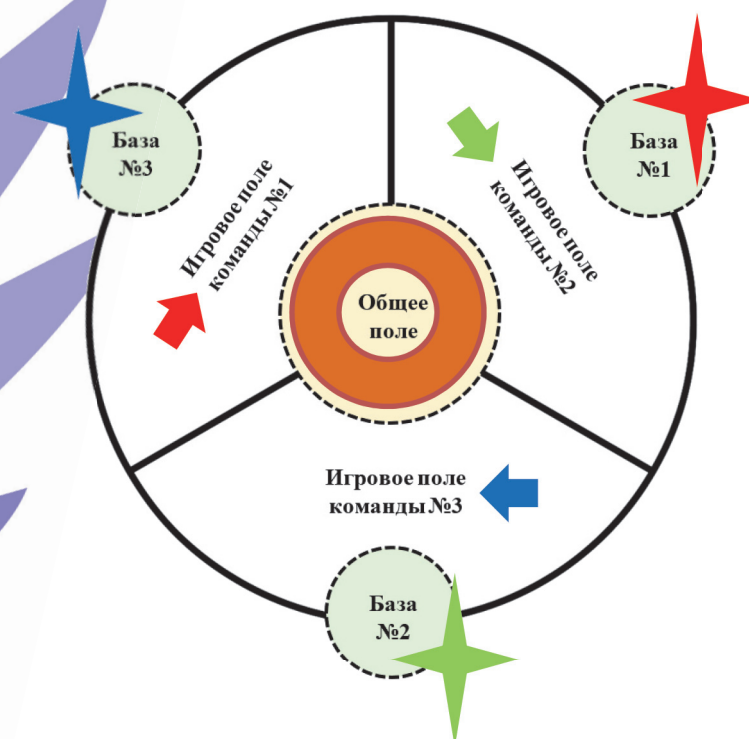 База
№3
База
№1
Игровое поле
команды №1
Игровое поле
команды №2
Общее
поле
Игровое поле
команды №3
База
№2